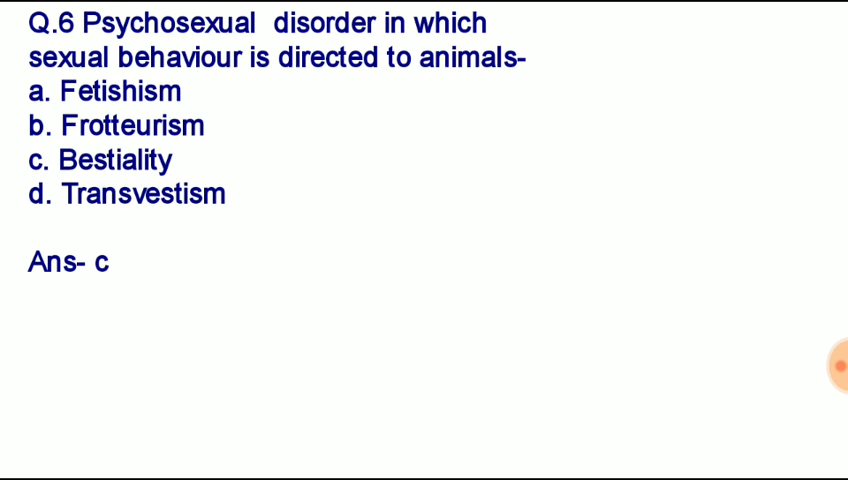 Q.6 Psychosexual  disorder in which
sexual behaviour is directed to animals-
a. Fetishism
b. Frotteurism
c. Bestiality
d. Transvestism
Ans- c